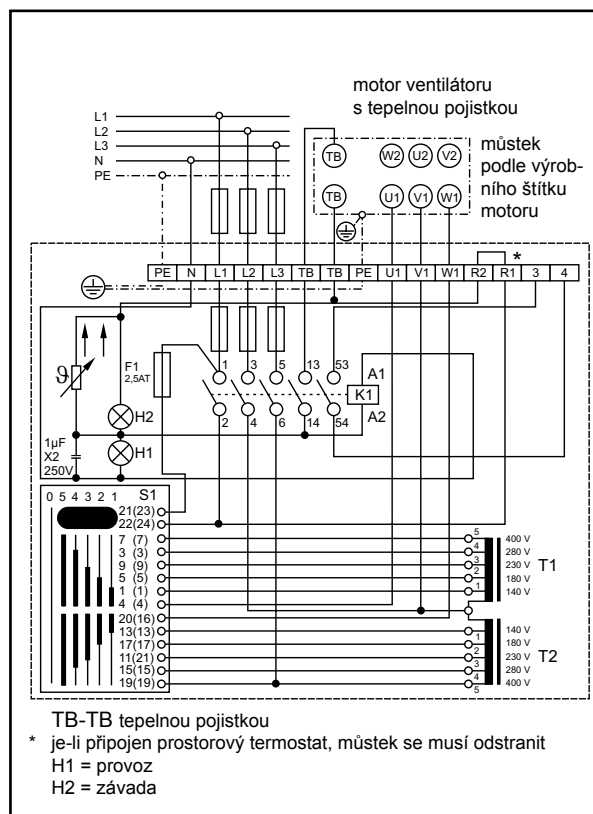 motor ventilátoru
s tepelnou pojistkou
L1
L2
L3
N
PE
TB W2 U2 V2
TB U1 V1 W1
můstek
podle výrob-
ního štítku
motoru
PE N L1 L2 L3 TB TB PE U1 V1 W1 R2 R1 3 4
*
F1
2,5AT
1 3 5 13 53
A1
K1
A2
2 4 6 14 54
ϑ
H2
H1
1µF
X2
250V
0 5 4 3 2 1 S1
21(23)
22(24)
7 (7) 5 400 V
3 (3) 4 280 V
9 (9) 3 230 V
5 (5) 2 180 V
1 (1) 1 140 V
4 (4)
T1
20(16)
13(13) 1 140 V
17(17) 2 180 V
11(21) 3 230 V
15(15) 4 280 V
19(19) 5 400 V
T2
TB-TB tepelnou pojistkou
* je-li připojen prostorový termostat, můstek se musí odstranit
H1 = provoz
H2 = závada